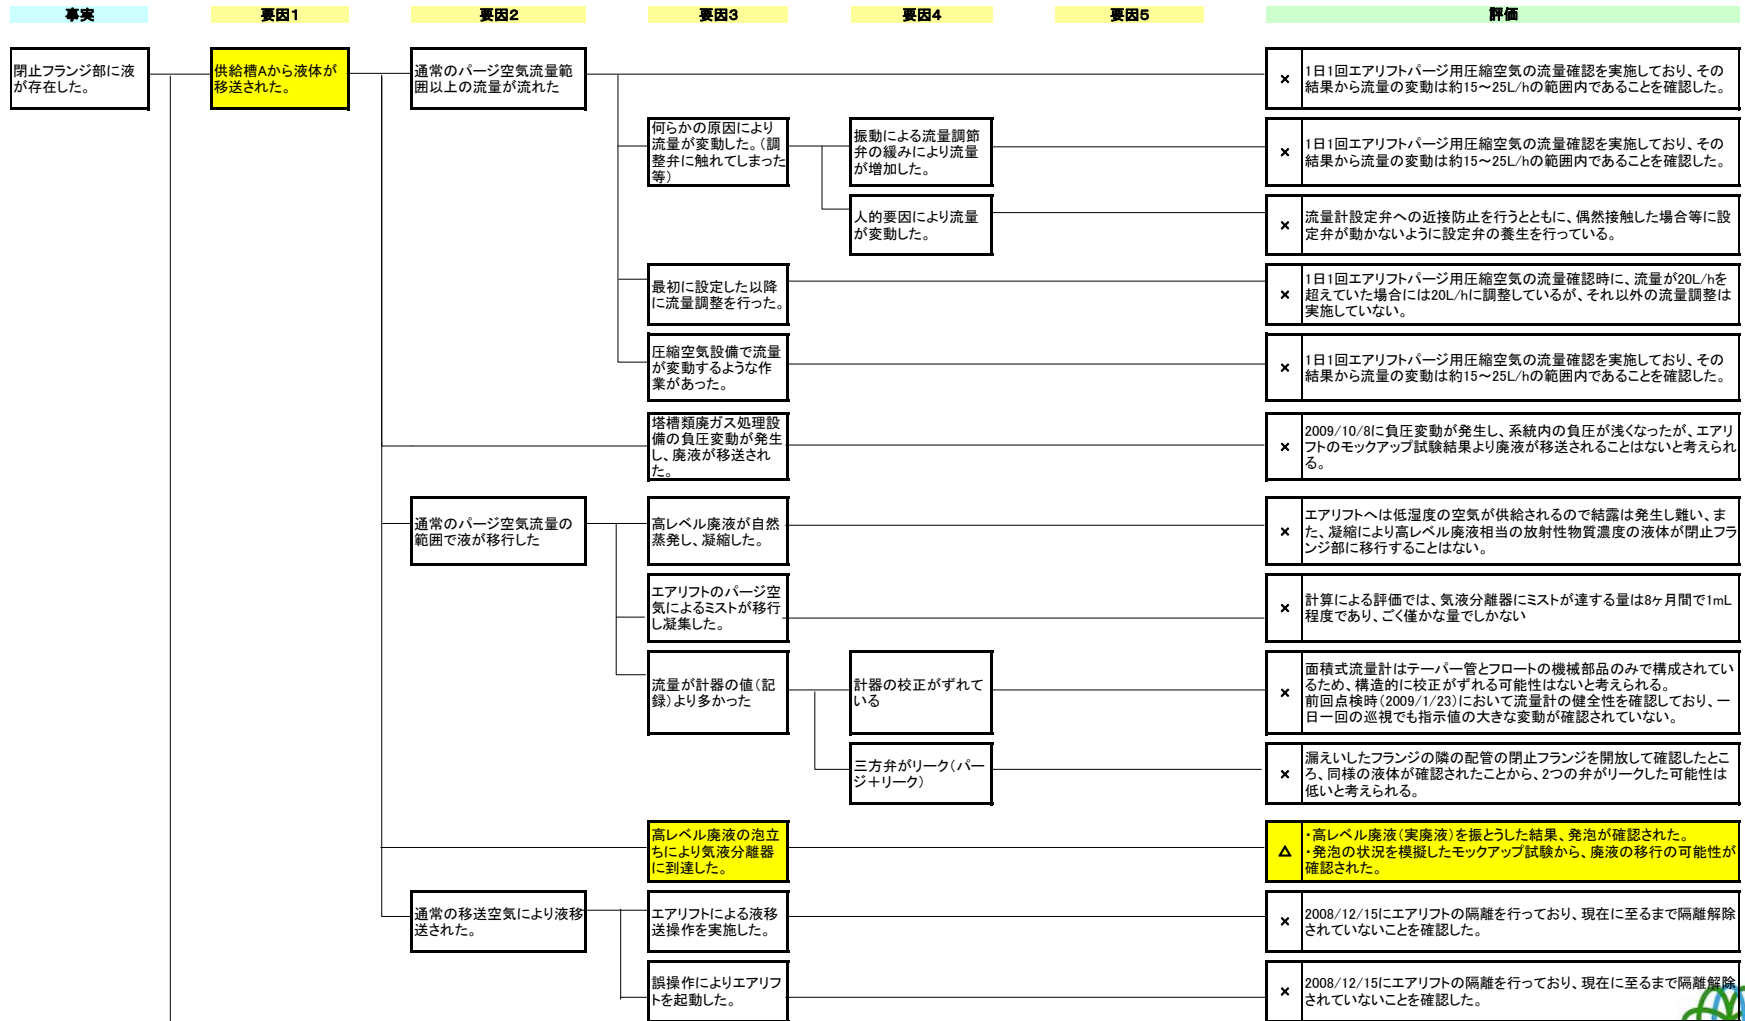 事実
要因1
要因2
要因3
要因4
要因5
評価
閉止フランジ部に液
が存在した。
供給槽Aから液体が
移送された。
通常のパージ空気流量範
囲以上の流量が流れた
×
1日1回エアリフトパージ用圧縮空気の流量確認を実施しており、その
結果から流量の変動は約15～25L/hの範囲内であることを確認した。
何らかの原因により
流量が変動した。(調
整弁に触れてしまった
等)
振動による流量調節
弁の緩みにより流量
が増加した。
×
1日1回エアリフトパージ用圧縮空気の流量確認を実施しており、その
結果から流量の変動は約15～25L/hの範囲内であることを確認した。
人的要因により流量
が変動した。
×
流量計設定弁への近接防止を行うとともに、偶然接触した場合等に設
定弁が動かないように設定弁の養生を行っている。
最初に設定した以降
に流量調整を行った。
×
1日1回エアリフトパージ用圧縮空気の流量確認時に、流量が20L/hを
超えていた場合には20L/hに調整しているが、それ以外の流量調整は
実施していない。
圧縮空気設備で流量
が変動するような作
業があった。
×
1日1回エアリフトパージ用圧縮空気の流量確認を実施しており、その
結果から流量の変動は約15～25L/hの範囲内であることを確認した。
塔槽類廃ガス処理設
備の負圧変動が発生
し、廃液が移送され
た。
×
2009/10/8に負圧変動が発生し、系統内の負圧が浅くなったが、エアリ
フトのモックアップ試験結果より廃液が移送されることはないと考えられ
る。
通常のパージ空気流量の
範囲で液が移行した
高レベル廃液が自然
蒸発し、凝縮した。
×
エアリフトへは低湿度の空気が供給されるので結露は発生し難い、ま
た、凝縮により高レベル廃液相当の放射性物質濃度の液体が閉止フラ
ンジ部に移行することはない。
エアリフトのパージ空
気によるミストが移行
し凝集した。
×
計算による評価では、気液分離器にミストが達する量は8ヶ月間で1mL
程度であり、ごく僅かな量でしかない
流量が計器の値(記
録)より多かった
計器の校正がずれて
いる
×
面積式流量計はテーパー管とフロートの機械部品のみで構成されてい
るため、構造的に校正がずれる可能性はないと考えられる。
前回点検時(2009/1/23)において流量計の健全性を確認しており、一
日一回の巡視でも指示値の大きな変動が確認されていない。
三方弁がリーク(パー
ジ+リーク)
×
漏えいしたフランジの隣の配管の閉止フランジを開放して確認したとこ
ろ、同様の液体が確認されたことから、2つの弁がリークした可能性は
低いと考えられる。
高レベル廃液の泡立
ちにより気液分離器
に到達した。
△
・高レベル廃液(実廃液)を振とうした結果、発泡が確認された。
・発泡の状況を模擬したモックアップ試験から、廃液の移行の可能性が
確認された。
通常の移送空気により液移
送された。
エアリフトによる液移
送操作を実施した。
×
2008/12/15にエアリフトの隔離を行っており、現在に至るまで隔離解除
されていないことを確認した。
誤操作によりエアリフ
トを起動した。
×
2008/12/15にエアリフトの隔離を行っており、現在に至るまで隔離解除
されていないことを確認した。